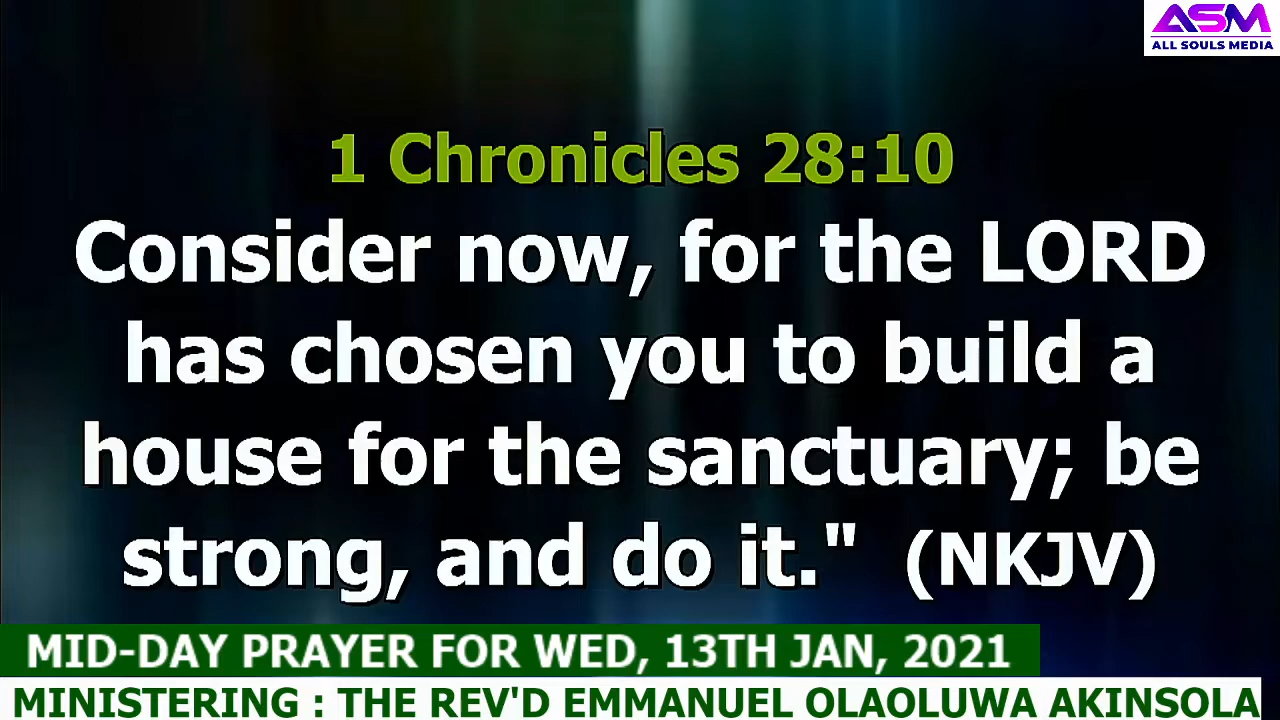 ASM
ALL SOULS MEDIA
1 Chronicles 28:10
Consider now, for the LORD
has chosen you to build a
house for the sanctuary; be
strong, and do it." (NKJV)
MID-DAY PRAYER FOR WED, 13TH JAN, 2021
MINISTERING : THE REV'D EMMANUEL OLAOLUWA AKINSOLA